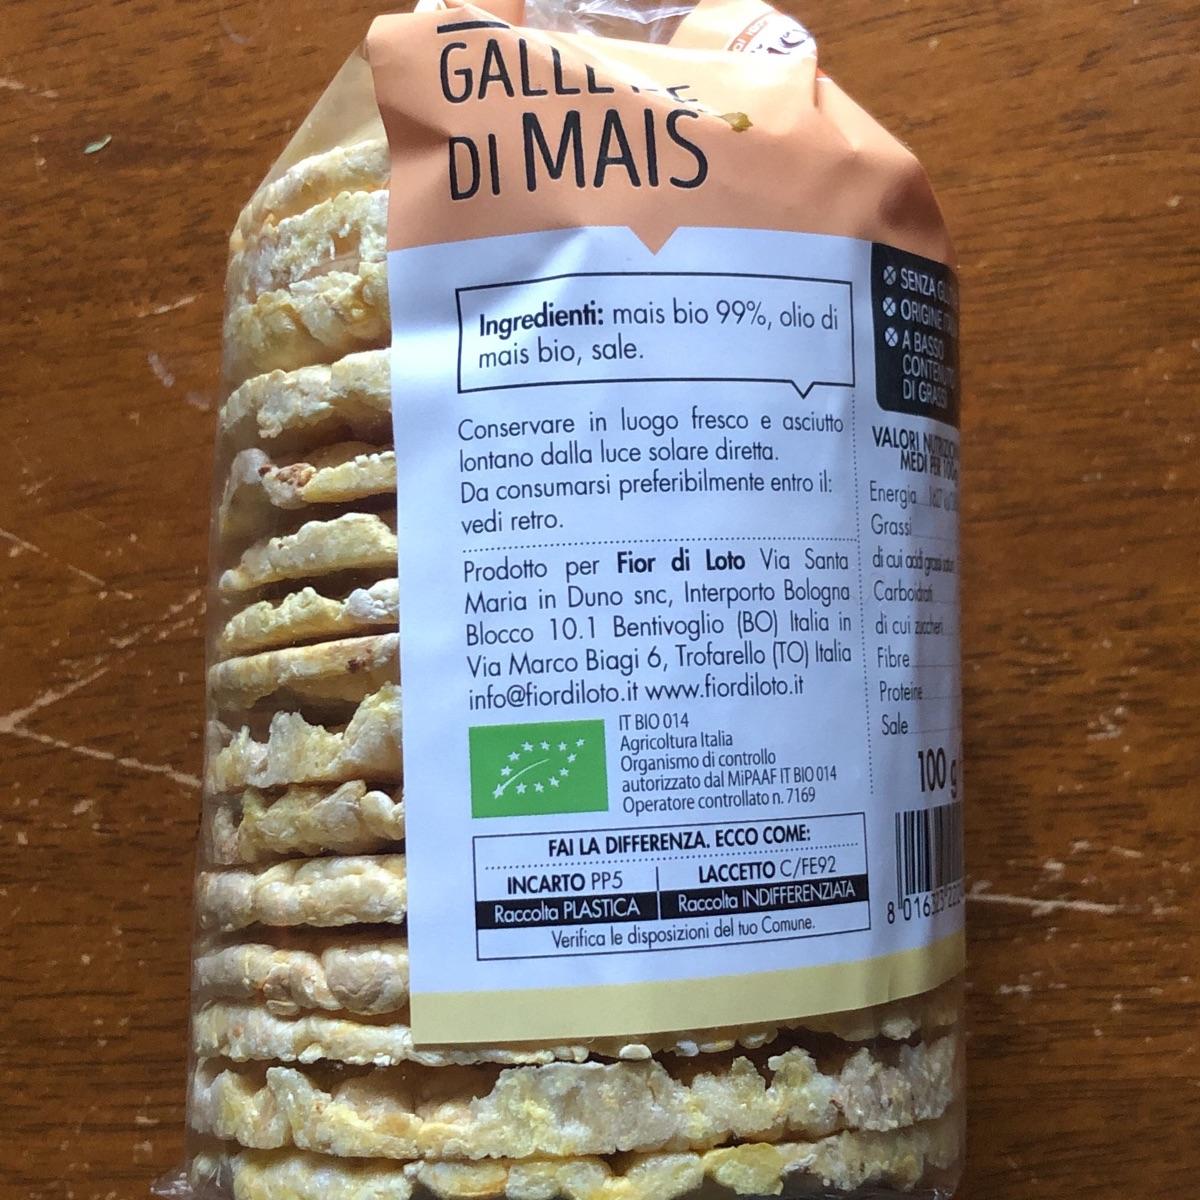 DI MAIS
Ingredienti: mais bio 99%, olio di
mais bio, sale.
Conservare in luogo fresco e asciutto
lontano dalla luce solare diretta.
Da consumarsi preferibilmente entro il:
vedi retro.
Prodotto per Fior di Loto Via Santa
Maria in Duno snc, Interporto Bologna
Blocco 10.1 Bentivoglio (BO) Italia in
Via Marco Biagi 6, Trofarello (TO) Italia
info@fiordiloto.it www.fiordiloto.it
IT BIO 014
Agricoltura Italia
Organismo di controllo
autorizzato dal MiPAAF IT BIO 014
Operatore controllato n. 7169
FAI LA DIFFERENZA. ECCO COME:
INCARTO PP5
Raccolta PLASTICA
LACCETTO C/FE92
Raccolta INDIFFERENZIATA
Verifica le disposizioni del tuo Comune.
SENZA
ORIGINE
A BASSO
CONTENUTO
DI GRASSI
VALORI
MEDI PER 100g
Energia
Grassi
di cui acidi grassi
Carboidrati
di cui zuccheri
Fibre
Proteine
Sale
100 g